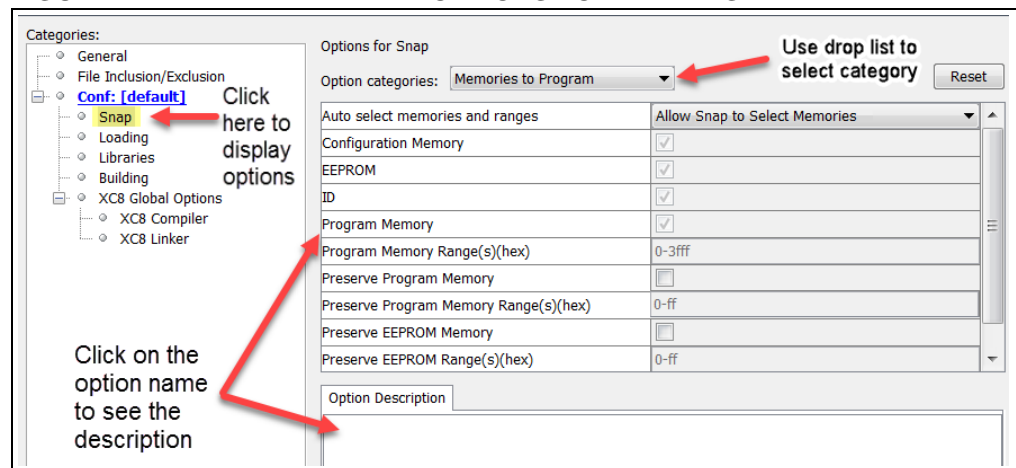 Categories:
General
File Inclusion/Exclusion
Conf: [default]
Snap
Loading
Libraries
Building
XC8 Global Options
XC8 Compiler
XC8 Linker
Click
here to
display
options
Click on the
option name
to see the
description
Options for Snap
Option categories: Memories to Program
Use drop list to
select category
Reset
Auto select memories and ranges Allow Snap to Select Memories
Configuration Memory
EEPROM
ID
Program Memory
Program Memory Range(s)(hex) 0-3fff
Preserve Program Memory
Preserve Program Memory Range(s)(hex) 0-ff
Preserve EEPROM Memory
Preserve EEPROM Range(s)(hex) 0-ff
Option Description